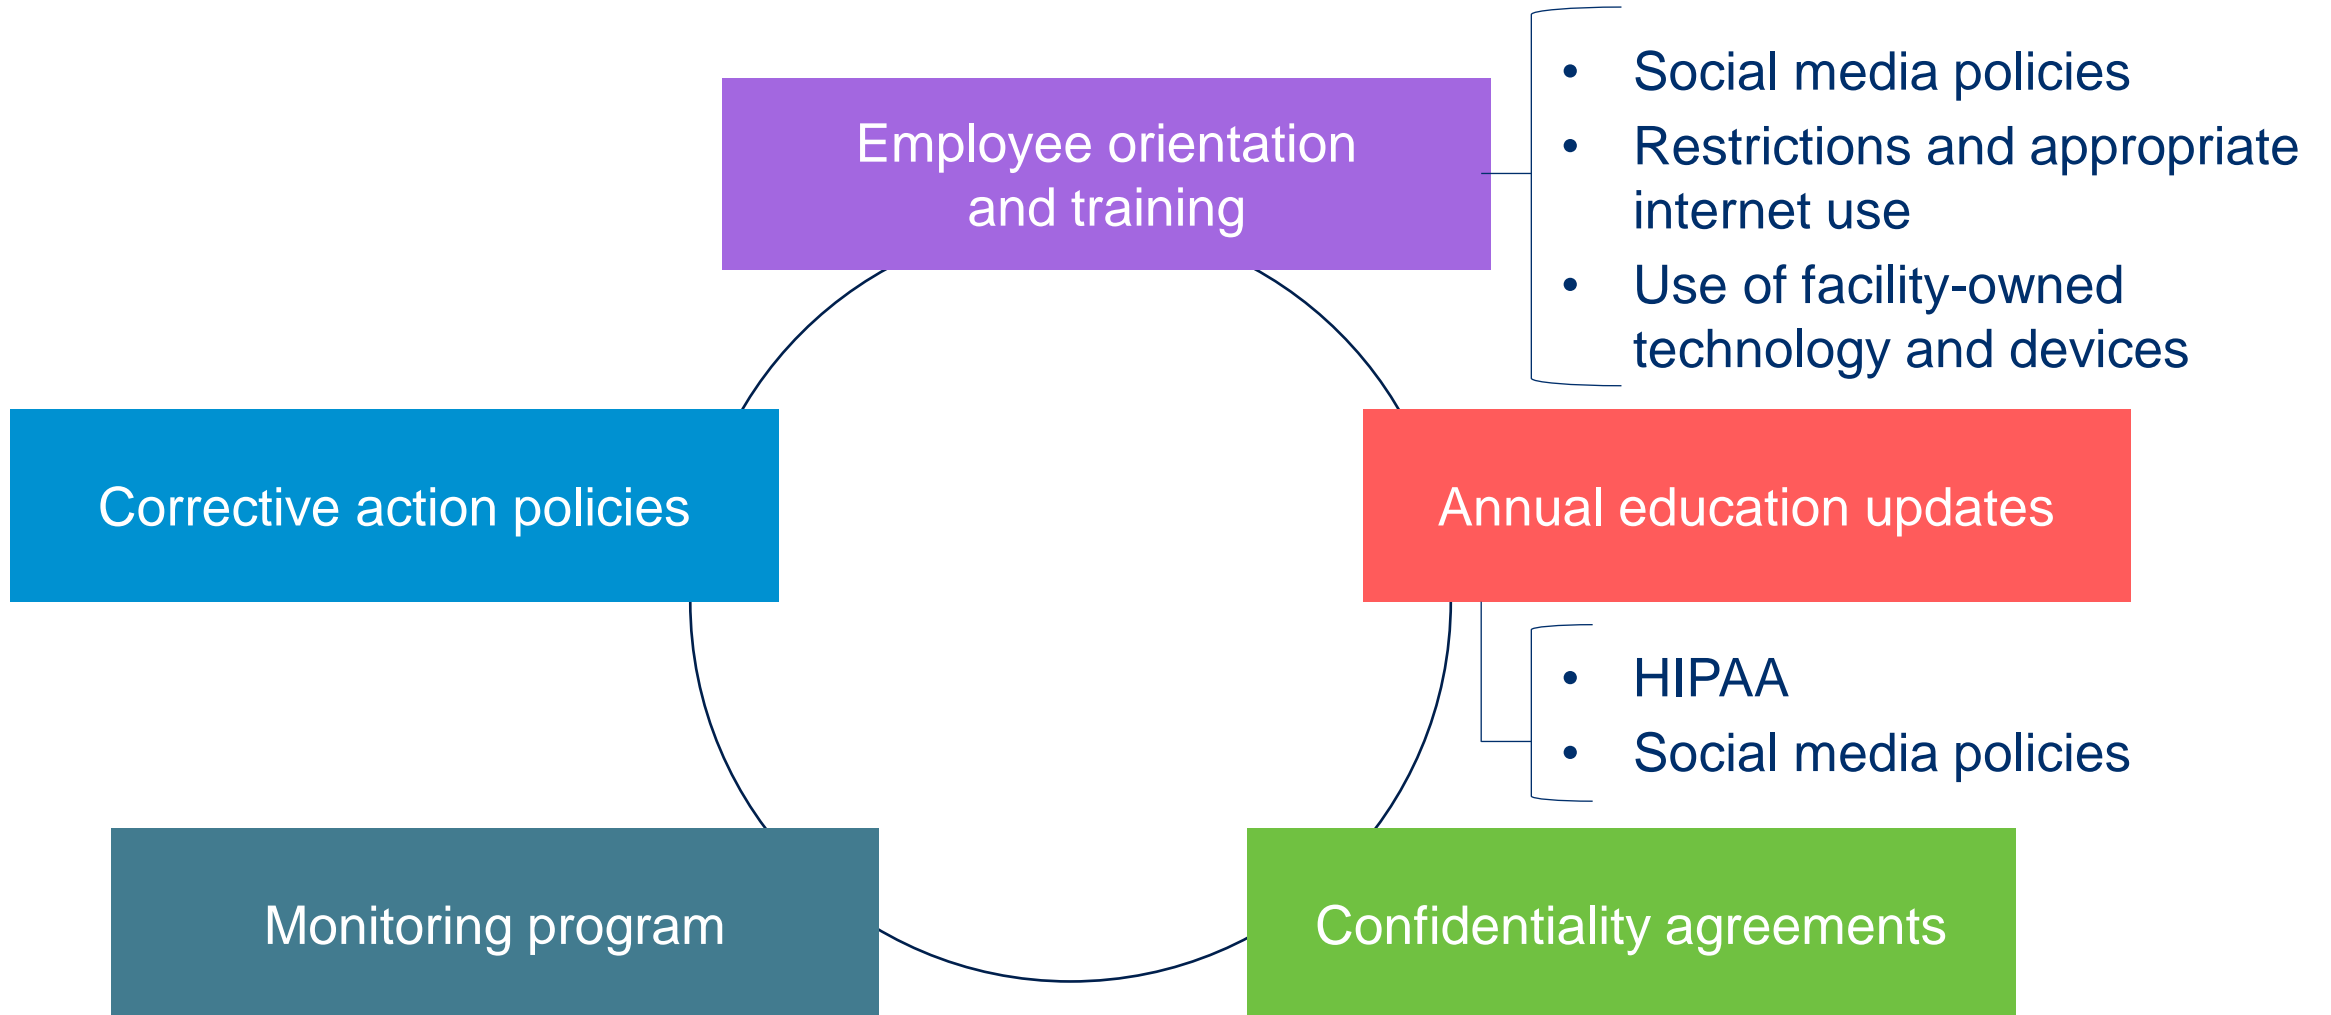 Employee orientation
and training
• Social media policies
• Restrictions and appropriate
internet use
• Use of facility-owned
technology and devices
Corrective action policies
Annual education updates
• HIPAA
• Social media policies
Monitoring program
Confidentiality agreements